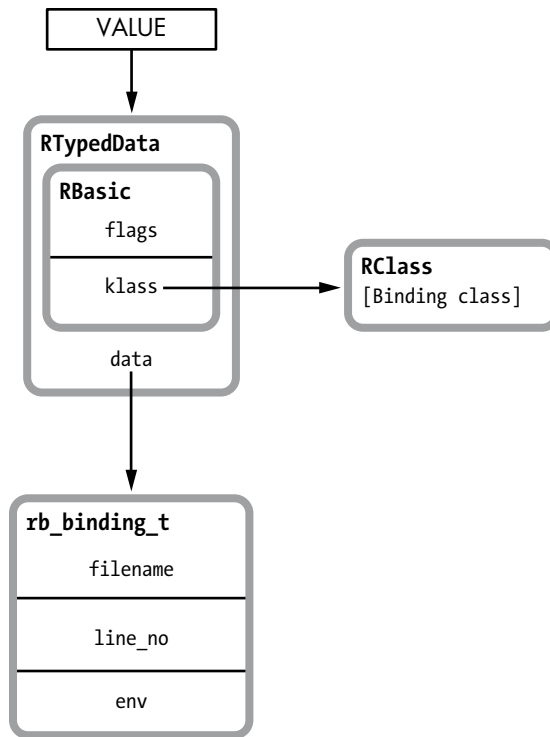 VALUE
RTypedData
RBasic
flags
klass
RClass
[Binding class]
data
rb_binding_t
filename
line_no
env